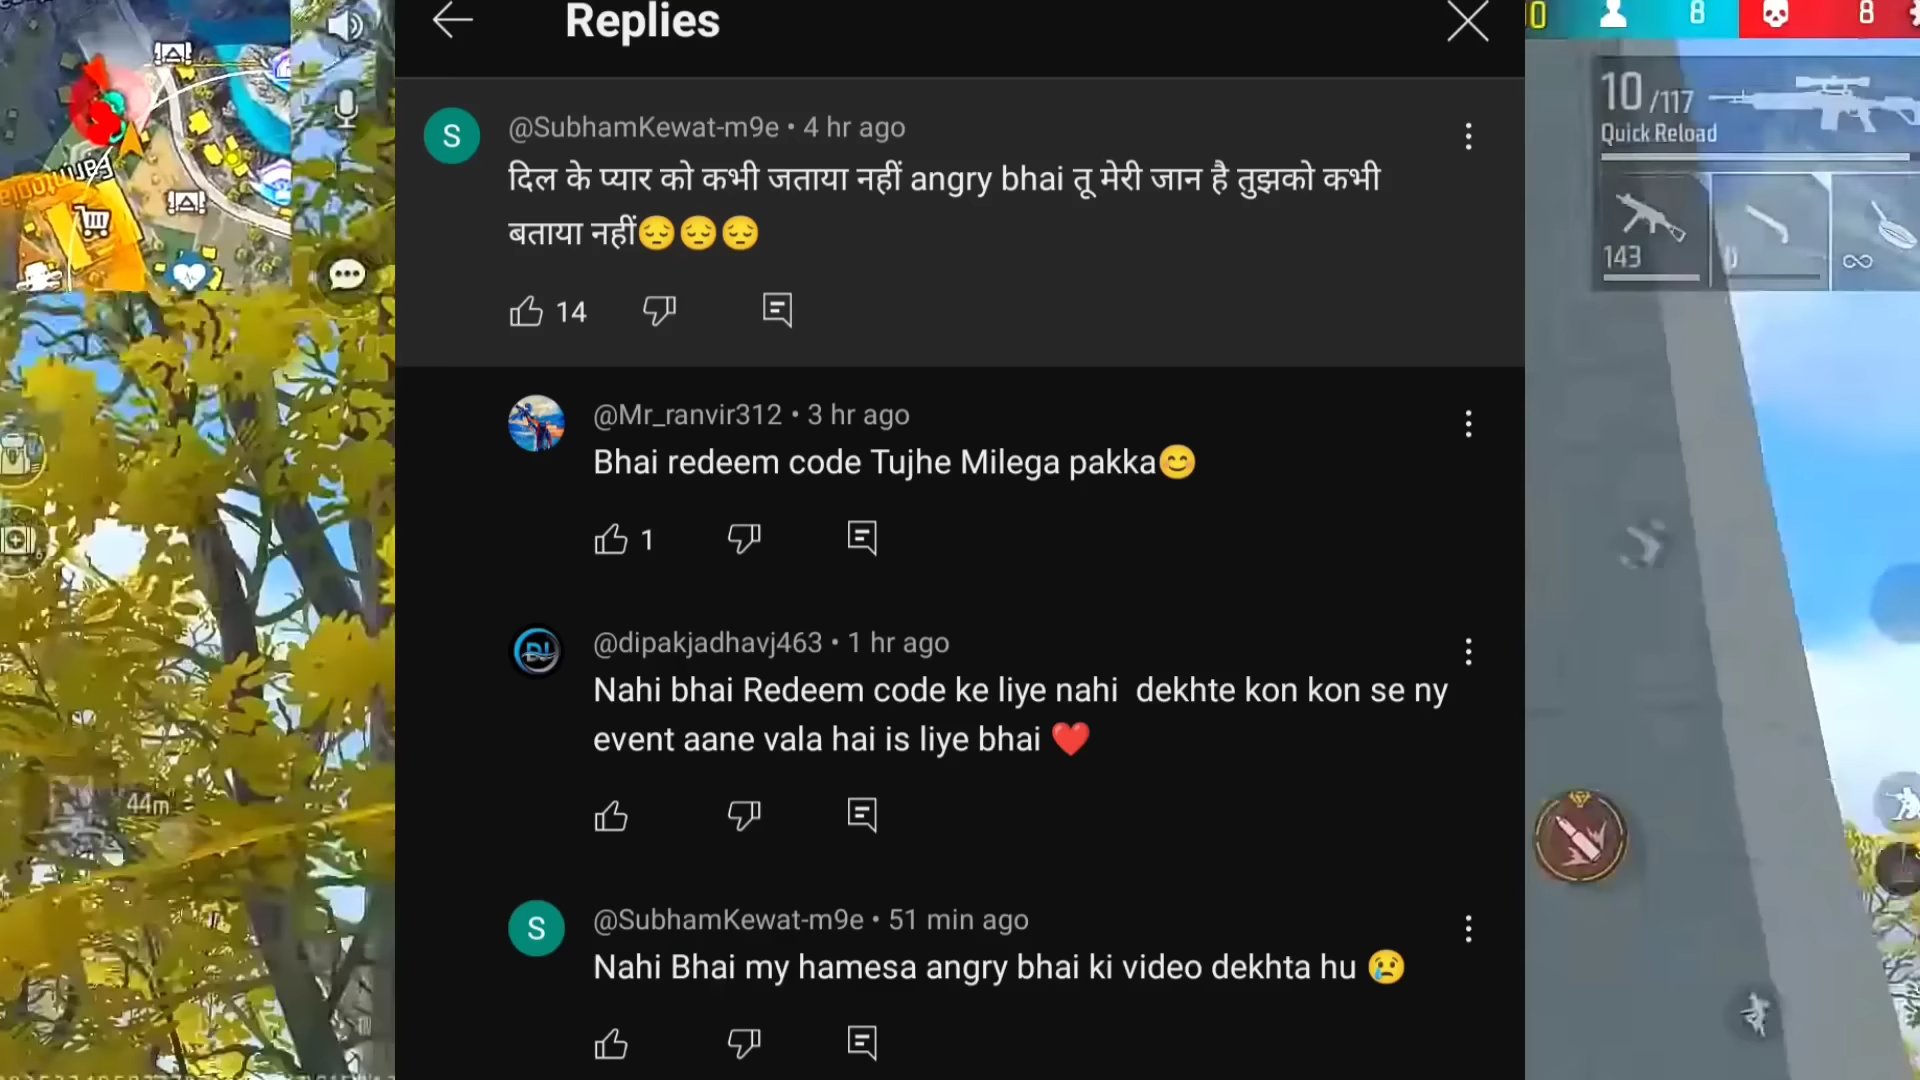 Replies
8
8
10/117
Quick Reload
143
@SubhamKewat-m9e • 4 hr ago
S
दिल के प्यार को कभी जताया नहीं angry bhai तू मेरी जान है तुझको कभी
बताया नहीं😔😔😔
14
@Mr_ranvir312 • 3 hr ago
Bhai redeem code Tujhe Milega pakka😊
1
@dipakjadhavj463 • 1 hr ago
Nahi bhai Redeem code ke liye nahi  dekhte kon kon se ny
event aane vala hai is liye bhai ❤️
44m
@SubhamKewat-m9e • 51 min ago
S
Nahi Bhai my hamesa angry bhai ki video dekhta hu 😢